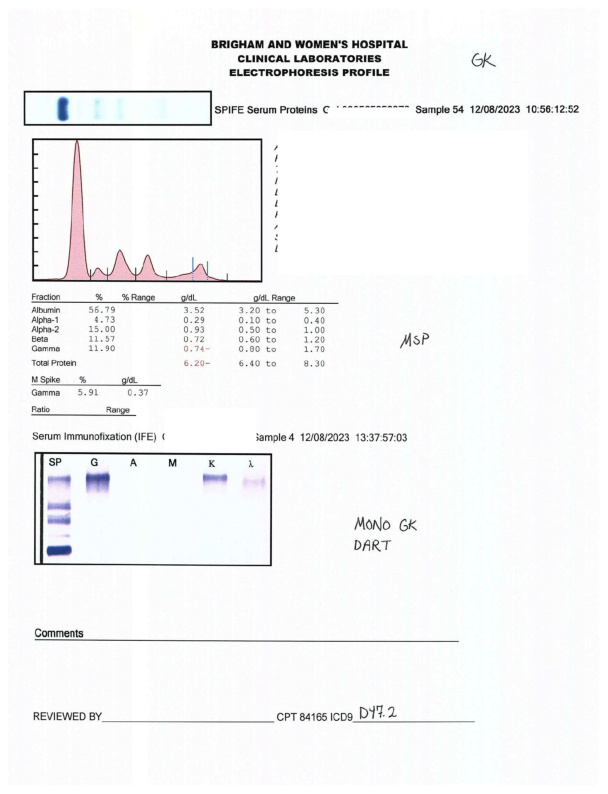 BRIGHAM AND WOMEN'S HOSPITAL
CLINICAL LABORATORIES
ELECTROPHORESIS PROFILE
GK
SPIFE Serum Proteins C Sample 54 12/08/2023 10:56:12:52
Fraction % % Range g/dL g/dL Range
Albumin 56.79 3.52 3.20 to 5.30
Alpha-1 4.73 0.29 0.10 to 0.40
Alpha-2 15.00 0.93 0.50 to 1.00
Beta 11.57 0.72 0.60 to 1.20
Gamma 11.90 0.74- 0.80 to 1.70
Total Protein 6.20- 6.40 to 8.30
MSP
M Spike % g/dL
Gamma 5.91 0.37
Ratio Range
Serum Immunofixation (IFE) ( Sample 4 12/08/2023 13:37:57:03
SP G A M K λ
MONO GK
DART
Comments
REVIEWED BY CPT 84165 ICD9 D47.2